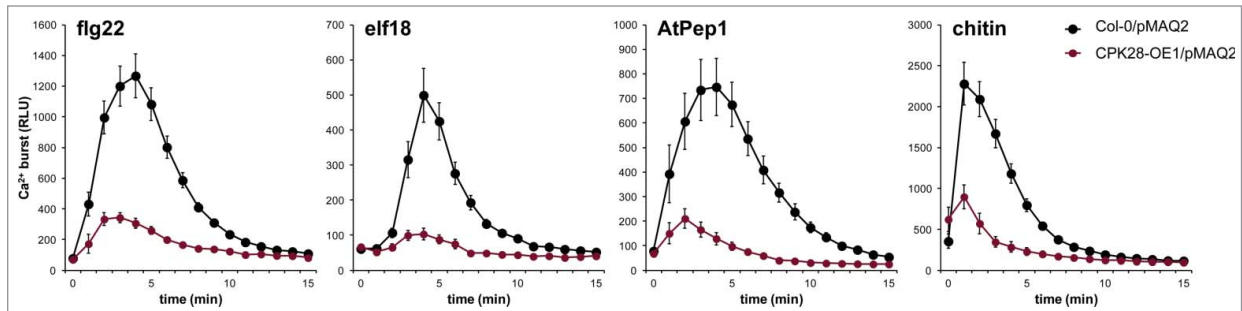 flg22
elf18
AtPep1
chitin
Col-0/pMAQ2
CPK28-OE1/pMAQ2
Ca²⁺ burst (RLU)
1600
1400
1200
1000
800
600
400
200
0
0 5 10 15
time (min)
700
600
500
400
300
200
100
0
0 5 10 15
time (min)
1000
900
800
700
600
500
400
300
200
100
0
0 5 10 15
time (min)
3000
2500
2000
1500
1000
500
0
0 5 10 15
time (min)